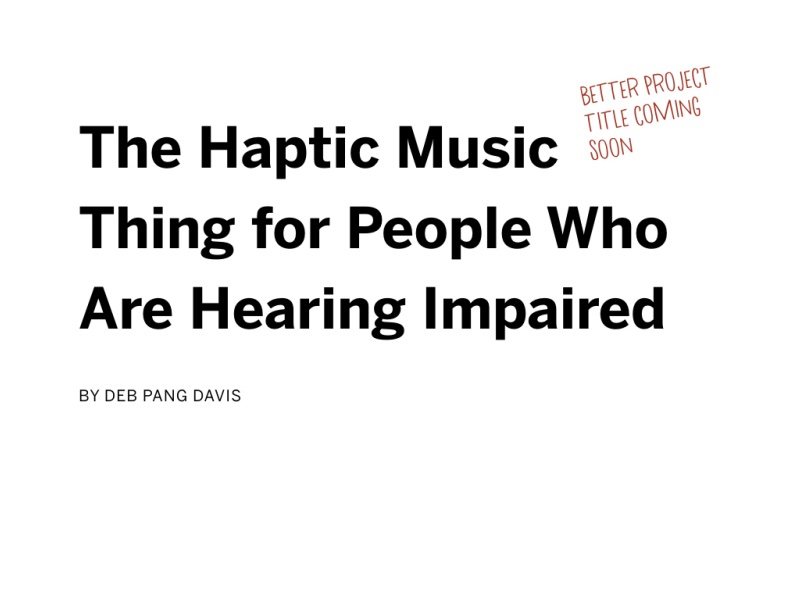 The Haptic Music
Thing for People Who
Are Hearing Impaired
BETTER PROJECT
TITLE COMING
SOON
BY DEB PANG DAVIS